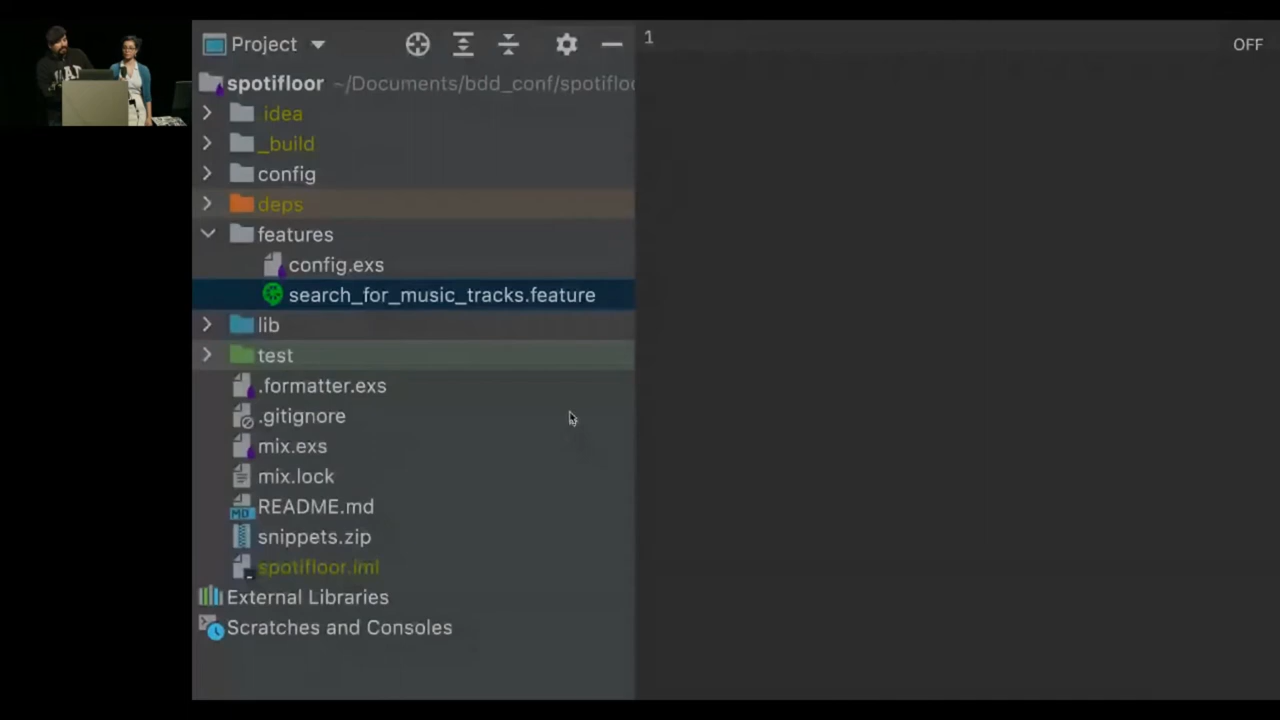 Project
1
OFF
spotifloor ~/Documents/bdd_conf/spotifloo
idea
_build
config
deps
features
config.exs
search_for_music_tracks.feature
lib
test
.formatter.exs
.gitignore
mix.exs
mix.lock
README.md
MD
snippets.zip
spotifloor.iml
External Libraries
Scratches and Consoles